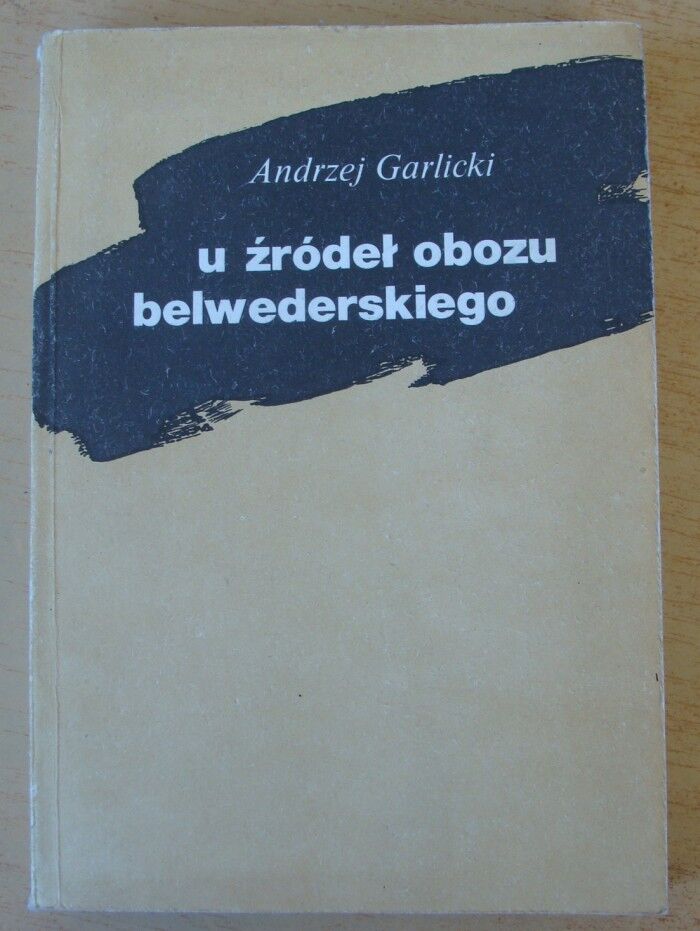 Andrzej Garlicki
u źródeł obozu
belwederskiego